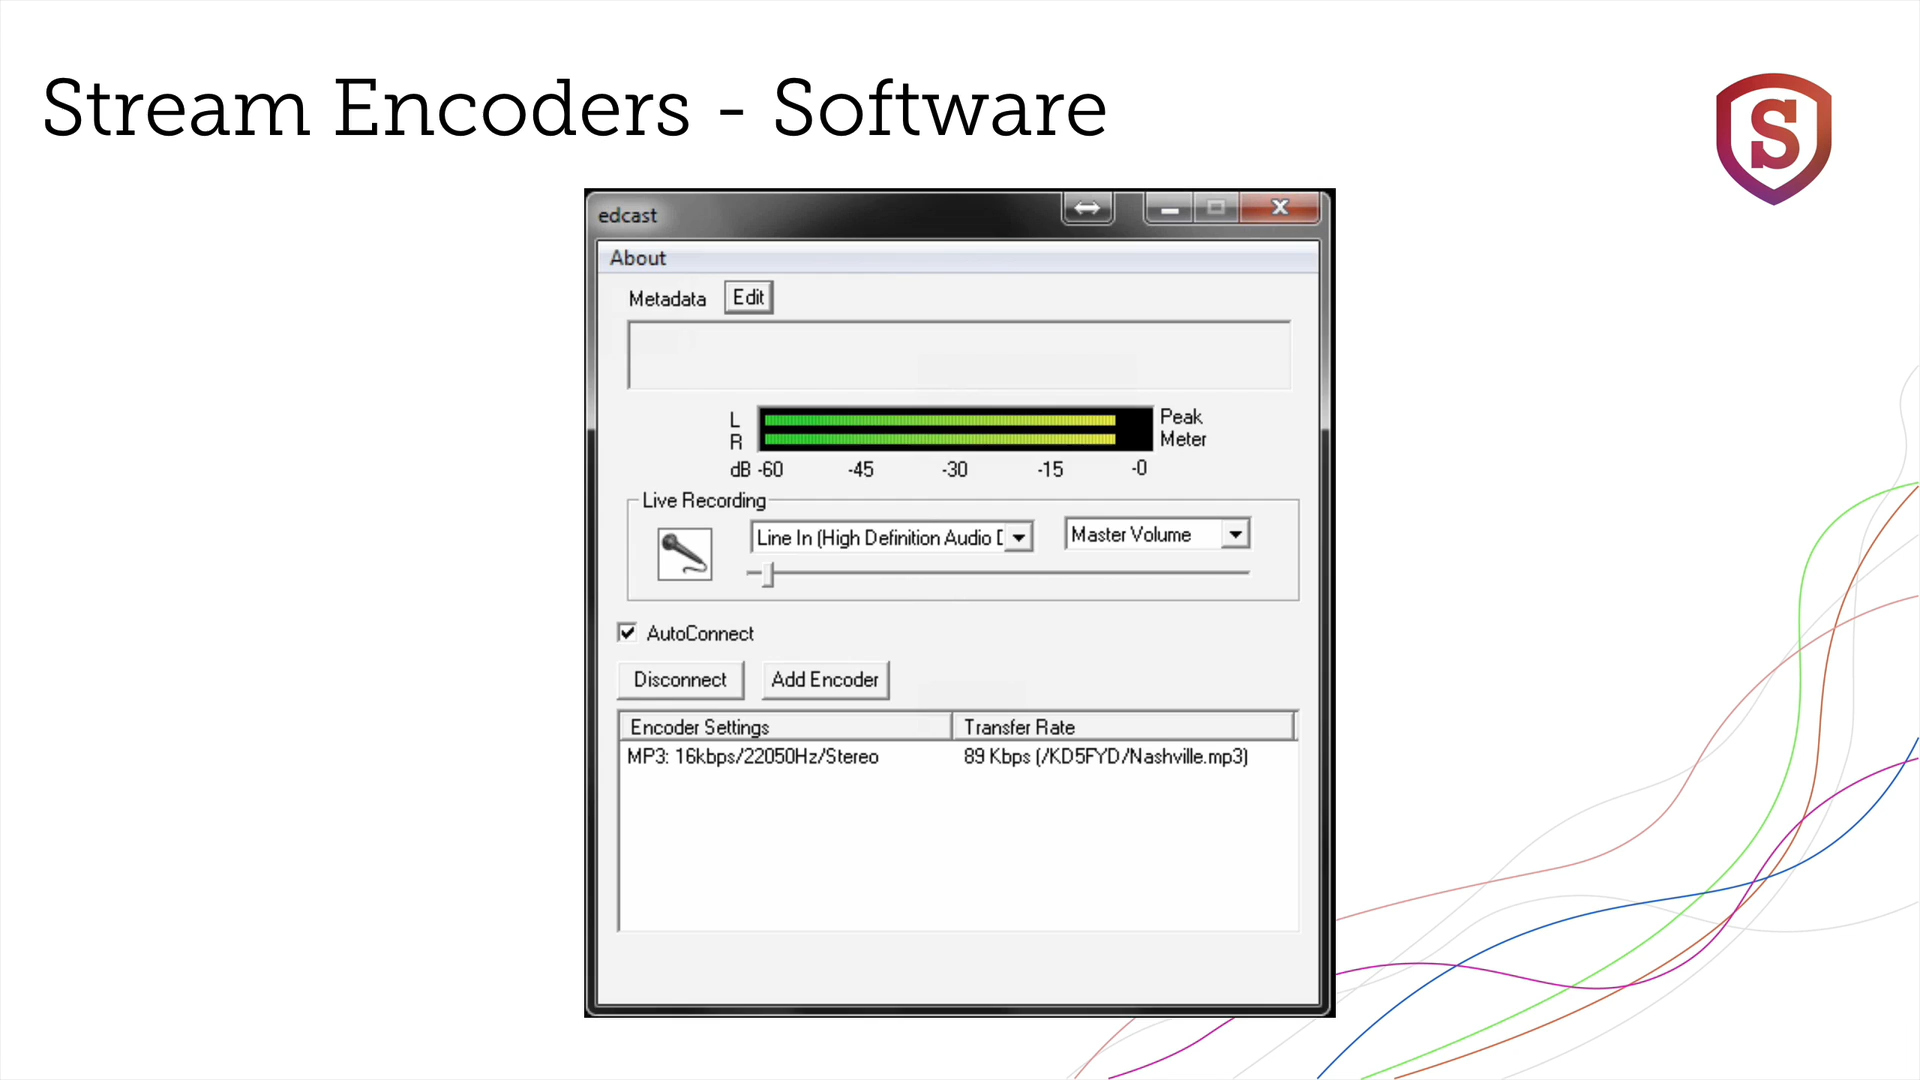 Stream Encoders - Software
S
edcast
About
Metadata Edit
L
R
Peak
Meter
dB -60 -45 -30 -15 -0
Live Recording
Line In (High Definition Audio D
Master Volume
AutoConnect
Disconnect Add Encoder
Encoder Settings Transfer Rate
MP3: 16kbps/22050Hz/Stereo 89 Kbps (/KD5FYD/Nashville.mp3)